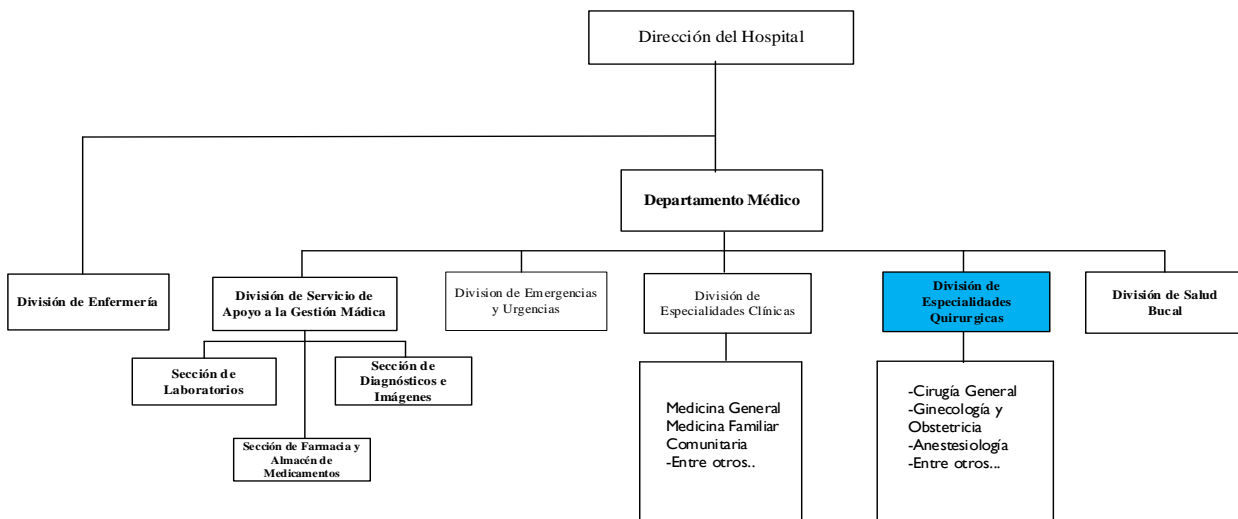 Dirección del Hospital
Departamento Médico
División de Enfermería
División de Servicio de
Apoyo a la Gestión Mádica
Division de Emergencias
y Urgencias
División de
Especialidades Clínicas
División de
Especialidades
Quirurgicas
División de Salud
Bucal
Sección de
Laboratorios
Sección de
Diagnósticos e
Imágenes
Sección de Farmacia y
Almacén de
Medicamentos
Medicina General
Medicina Familiar
Comunitaria
-Entre otros..
-Cirugía General
-Ginecología y
Obstetricia
-Anestesiología
-Entre otros...